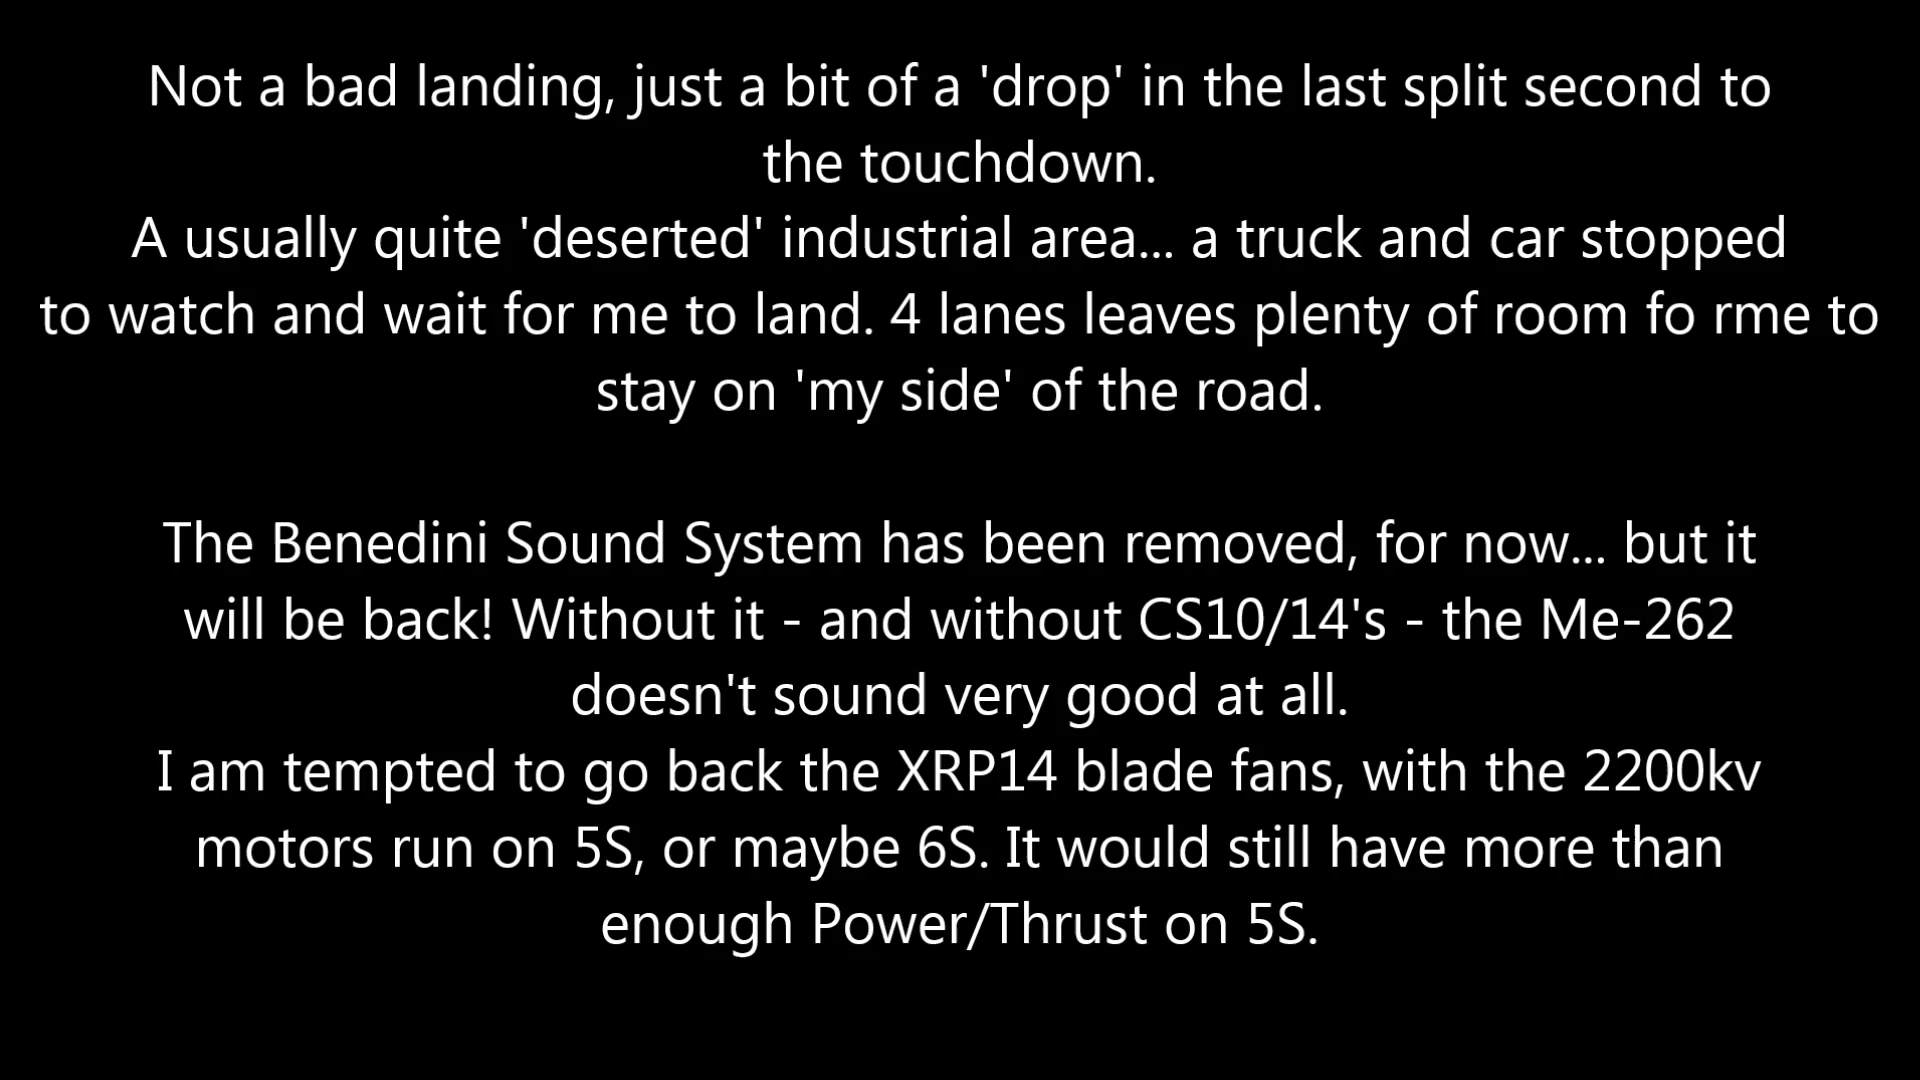 Not a bad landing, just a bit of a 'drop' in the last split second to
the touchdown.
A usually quite 'deserted' industrial area... a truck and car stopped
to watch and wait for me to land. 4 lanes leaves plenty of room fo rme to
stay on 'my side' of the road.
The Benedini Sound System has been removed, for now... but it
will be back! Without it - and without CS10/14's - the Me-262
doesn't sound very good at all.
I am tempted to go back the XRP14 blade fans, with the 2200kv
motors run on 5S, or maybe 6S. It would still have more than
enough Power/Thrust on 5S.